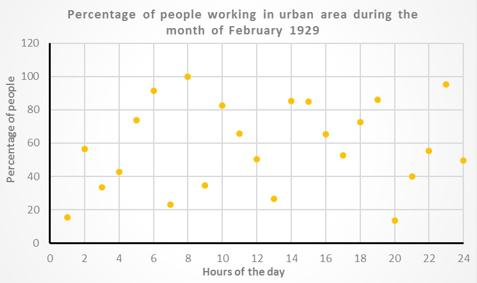 Percentage of people working in urban area during the
month of February 1929
120
100
80
60
40
20
0
Percentage of people
0 2 4 6 8 10 12 14 16 18 20 22 24
Hours of the day